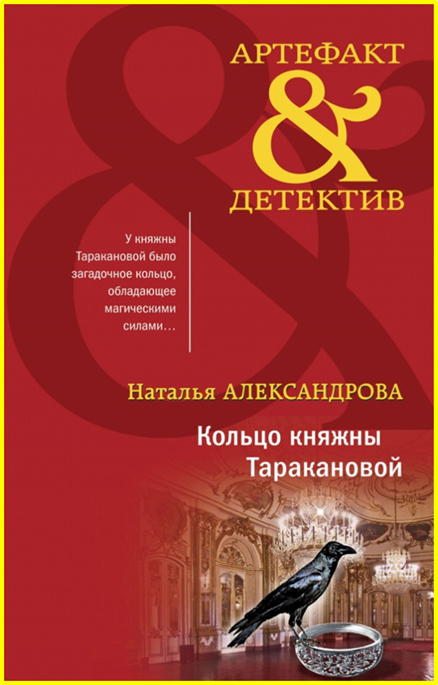 АРТЕФАКТ
&
ДЕТЕКТИВ
У княжны
Таракановой было
загадочное кольцо,
обладающее
магическими
силами...
Наталья АЛЕКСАНДРОВА
Кольцо княжны
Таракановой